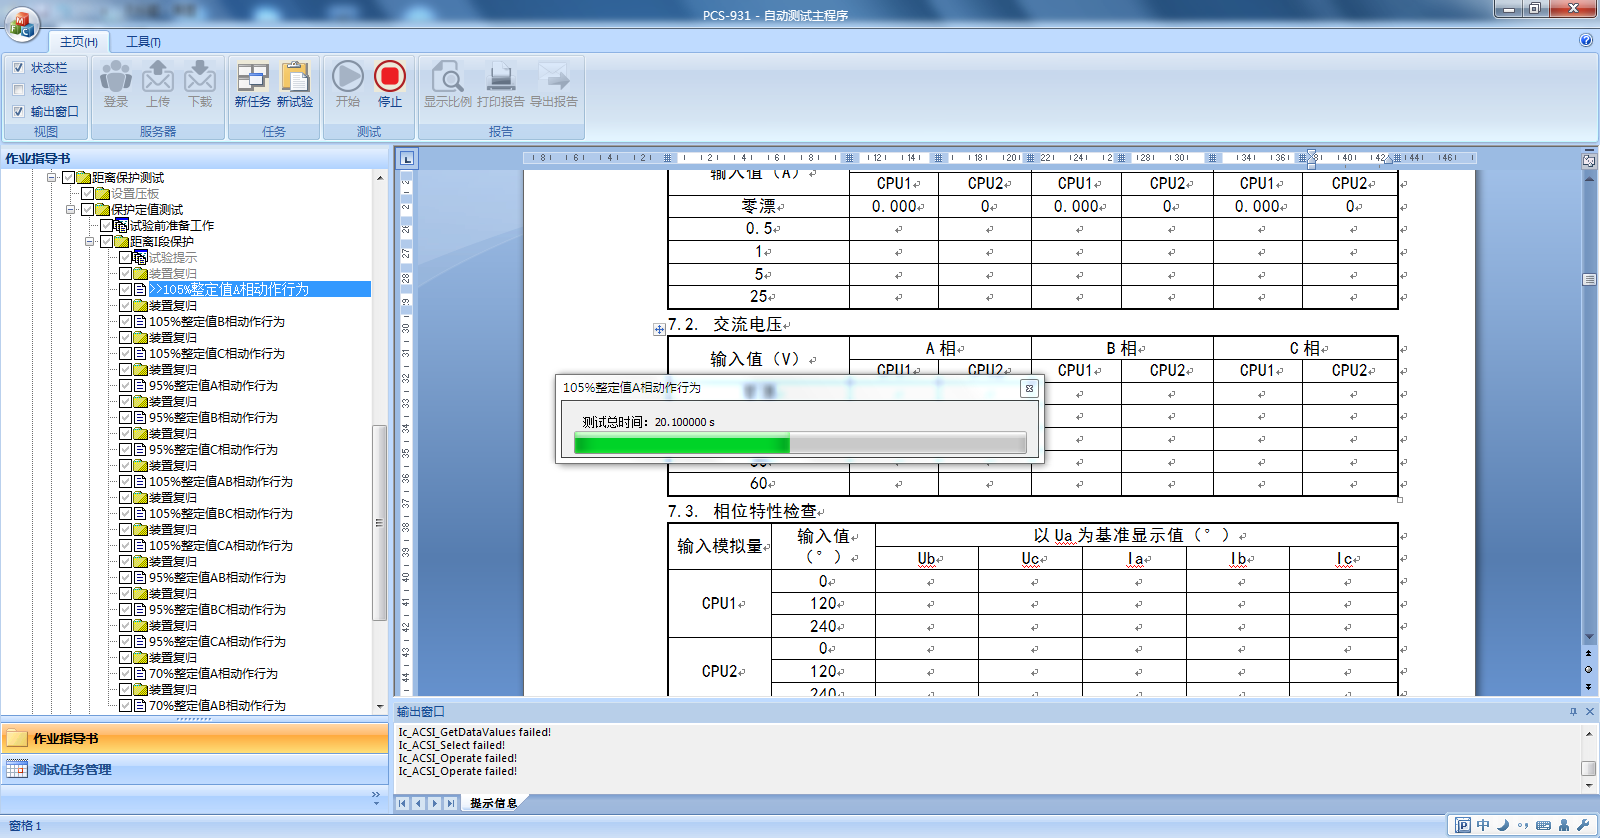 PCS-931 - 自动测试主程序
主页(H)
工具(T)
状态栏
标题栏
输出窗口
视图
登录
上传
下载
服务器
新任务
新试验
任务
开始
停止
测试
显示比例
打印报告
导出报告
报告
作业指导书
距离保护测试
设置压板
保护定值测试
试验前准备工作
距离I段保护
试验提示
装置复归
>>105%整定值A相动作行为
装置复归
105%整定值B相动作行为
装置复归
105%整定值C相动作行为
装置复归
95%整定值A相动作行为
装置复归
95%整定值B相动作行为
装置复归
95%整定值C相动作行为
装置复归
105%整定值AB相动作行为
装置复归
105%整定值BC相动作行为
装置复归
105%整定值CA相动作行为
装置复归
95%整定值AB相动作行为
装置复归
95%整定值BC相动作行为
装置复归
95%整定值CA相动作行为
装置复归
70%整定值A相动作行为
装置复归
70%整定值AB相动作行为
作业指导书
测试任务管理
窗格 1
输入值（A）
CPU1 CPU2 CPU1 CPU2 CPU1 CPU2
零漂 0.000 0 0.000 0 0.000 0
0.5
1
5
25
7.2. 交流电压
输入值（V） A 相 B 相 C 相
CPU1 CPU2 CPU1 CPU2 CPU1 CPU2
105%整定值A相动作行为
测试总时间：20.100000 s
60
7.3. 相位特性检查
输入模拟量 输入值（°） 以 Ua 为基准显示值（°）
Ub Uc Ia Ib Ic
CPU1
0
120
240
CPU2
0
120
240
输出窗口
Ic_ACSI_GetDataValues failed!
Ic_ACSI_Select failed!
Ic_ACSI_Operate failed!
Ic_ACSI_Operate failed!
提示信息
中